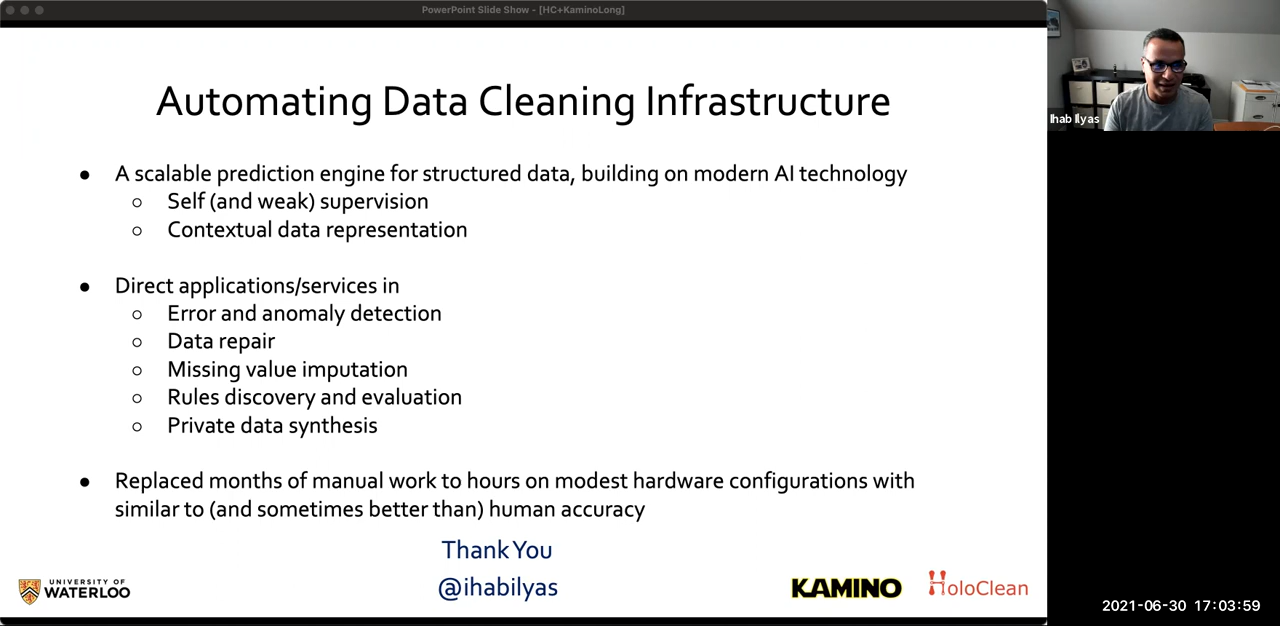 PowerPoint Slide Show - [HC+KaminoLong]
Automating Data Cleaning Infrastructure
● A scalable prediction engine for structured data, building on modern AI technology
○ Self (and weak) supervision
○ Contextual data representation
● Direct applications/services in
○ Error and anomaly detection
○ Data repair
○ Missing value imputation
○ Rules discovery and evaluation
○ Private data synthesis
● Replaced months of manual work to hours on modest hardware configurations with
similar to (and sometimes better than) human accuracy
Thank You
@ihabilyas
UNIVERSITY OF
WATERLOO
KAMINO
HoloClean
Ihab Ilyas
2021-06-30 17:03:59